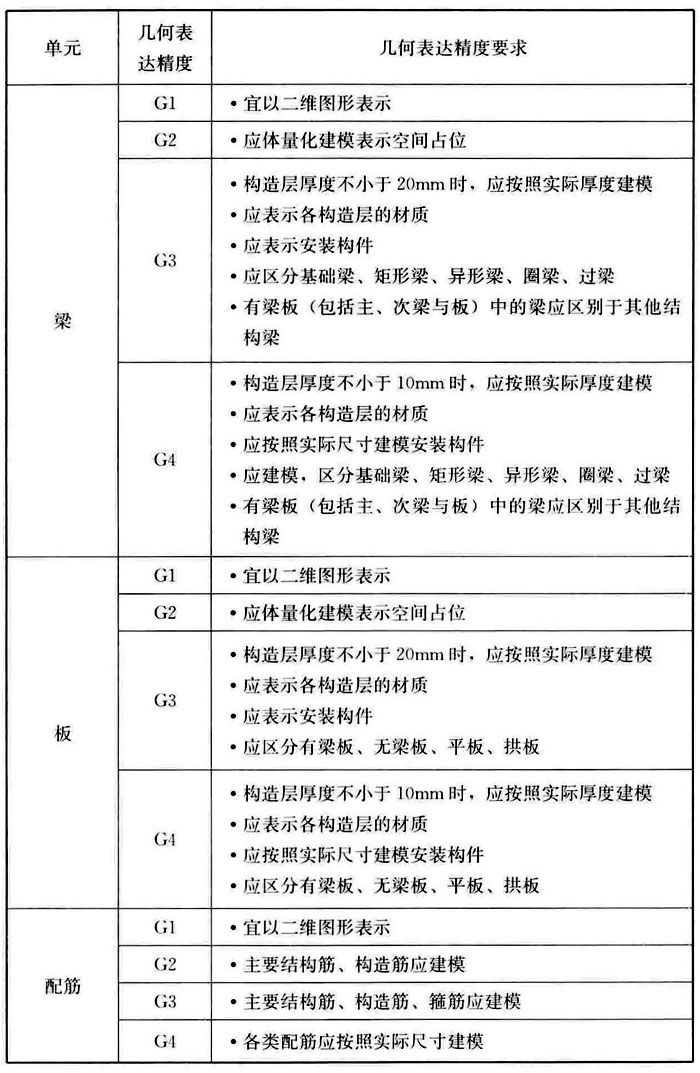 单元
几何表
达精度
几何表达精度要求
梁
G1
·宜以二维图形表示
G2
·应体量化建模表示空间占位
G3
·构造层厚度不小于20mm时，应按照实际厚度建模
·应表示各构造层的材质
·应表示安装构件
·应区分基础梁、矩形梁、异形梁、圈梁、过梁
·有梁板（包括主、次梁与板）中的梁应区别于其他结
构梁
G4
·构造层厚度不小于10mm时，应按照实际厚度建模
·应表示各构造层的材质
·应按照实际尺寸建模安装构件
·应建模，区分基础梁、矩形梁、异形梁、圈梁、过梁
·有梁板（包括主、次梁与板）中的梁应区别于其他结
构梁
板
G1
·宜以二维图形表示
G2
·应体量化建模表示空间占位
G3
·构造层厚度不小于20mm时，应按照实际厚度建模
·应表示各构造层的材质
·应表示安装构件
·应区分有梁板、无梁板、平板、拱板
G4
·构造层厚度不小于10mm时，应按照实际厚度建模
·应表示各构造层的材质
·应按照实际尺寸建模安装构件
·应区分有梁板、无梁板、平板、拱板
配筋
G1
·宜以二维图形表示
G2
·主要结构筋、构造筋应建模
G3
·主要结构筋、构造筋、箍筋应建模
G4
·各类配筋应按照实际尺寸建模